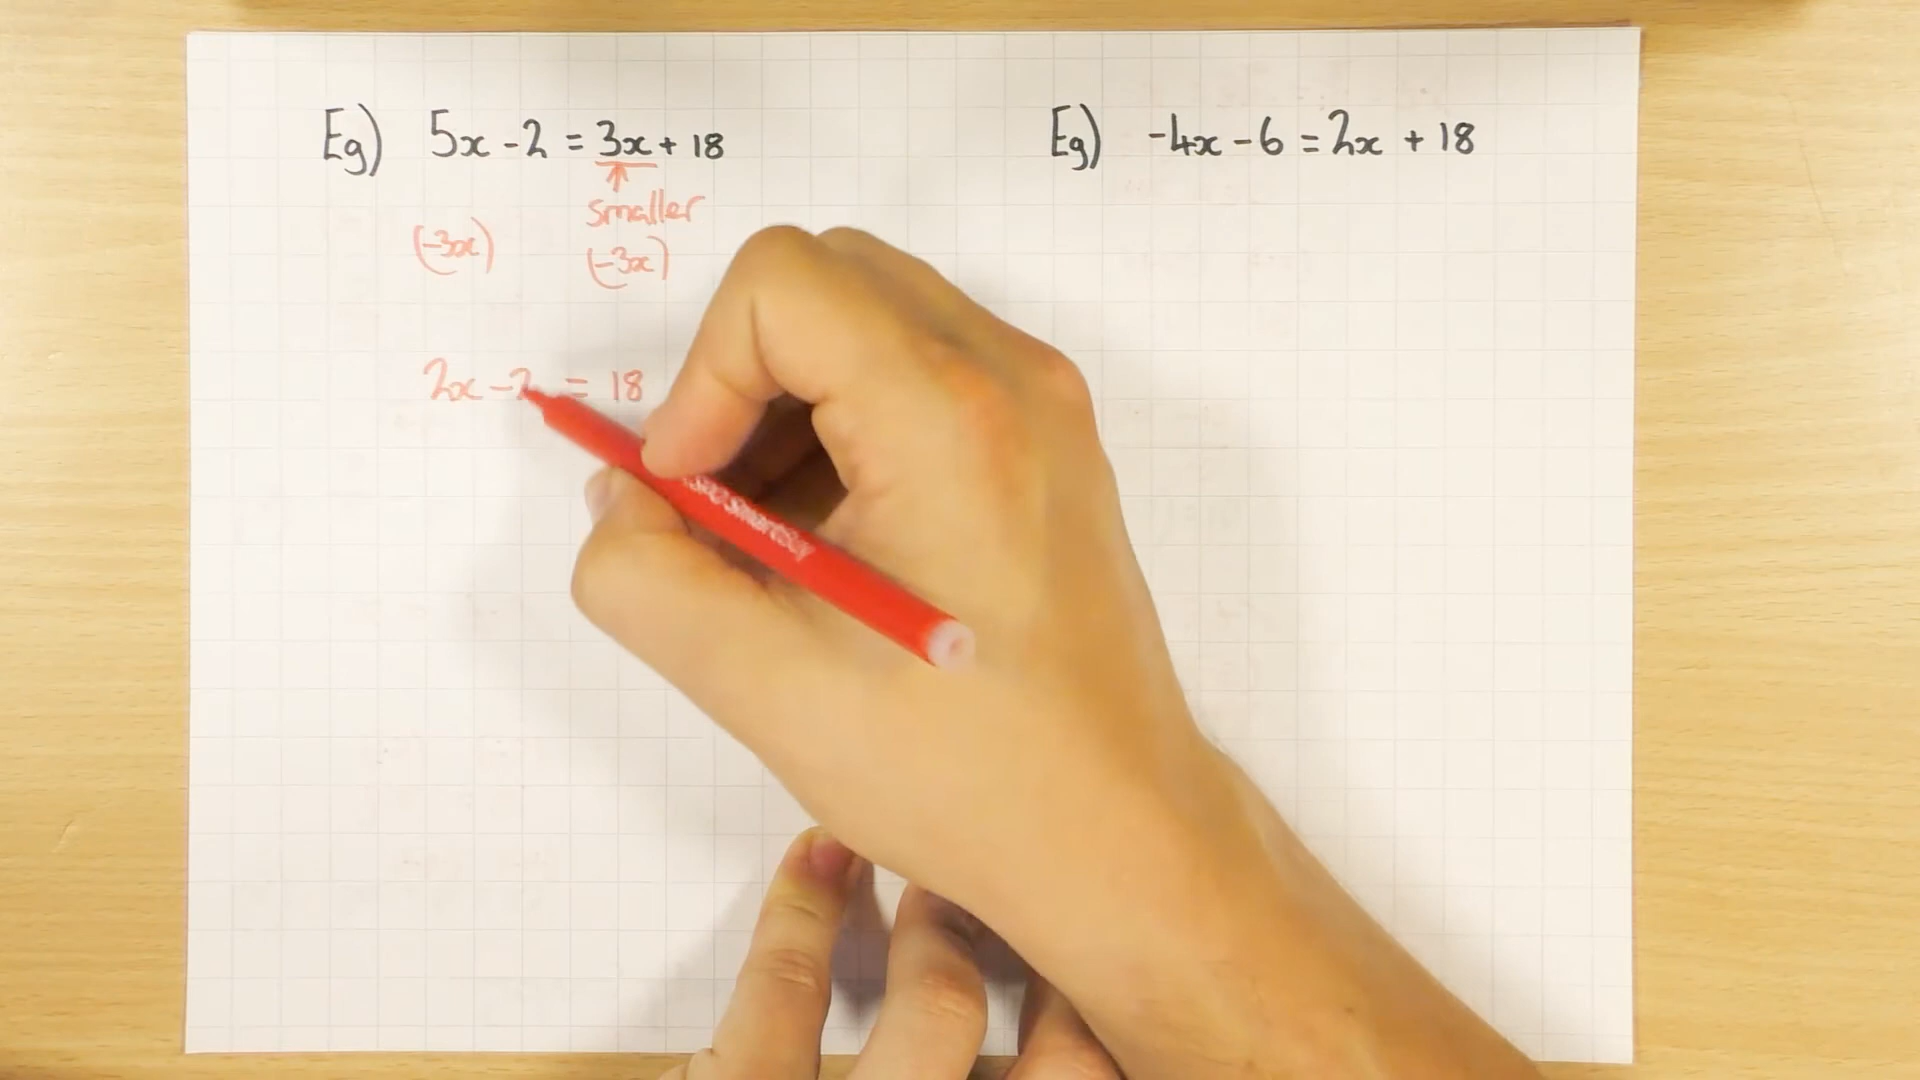 Eg) 5x - 2 = 3x + 18
smaller
(-3x) (-3x)
2x - 2 = 18
Eg) -4x - 6 = 2x + 18